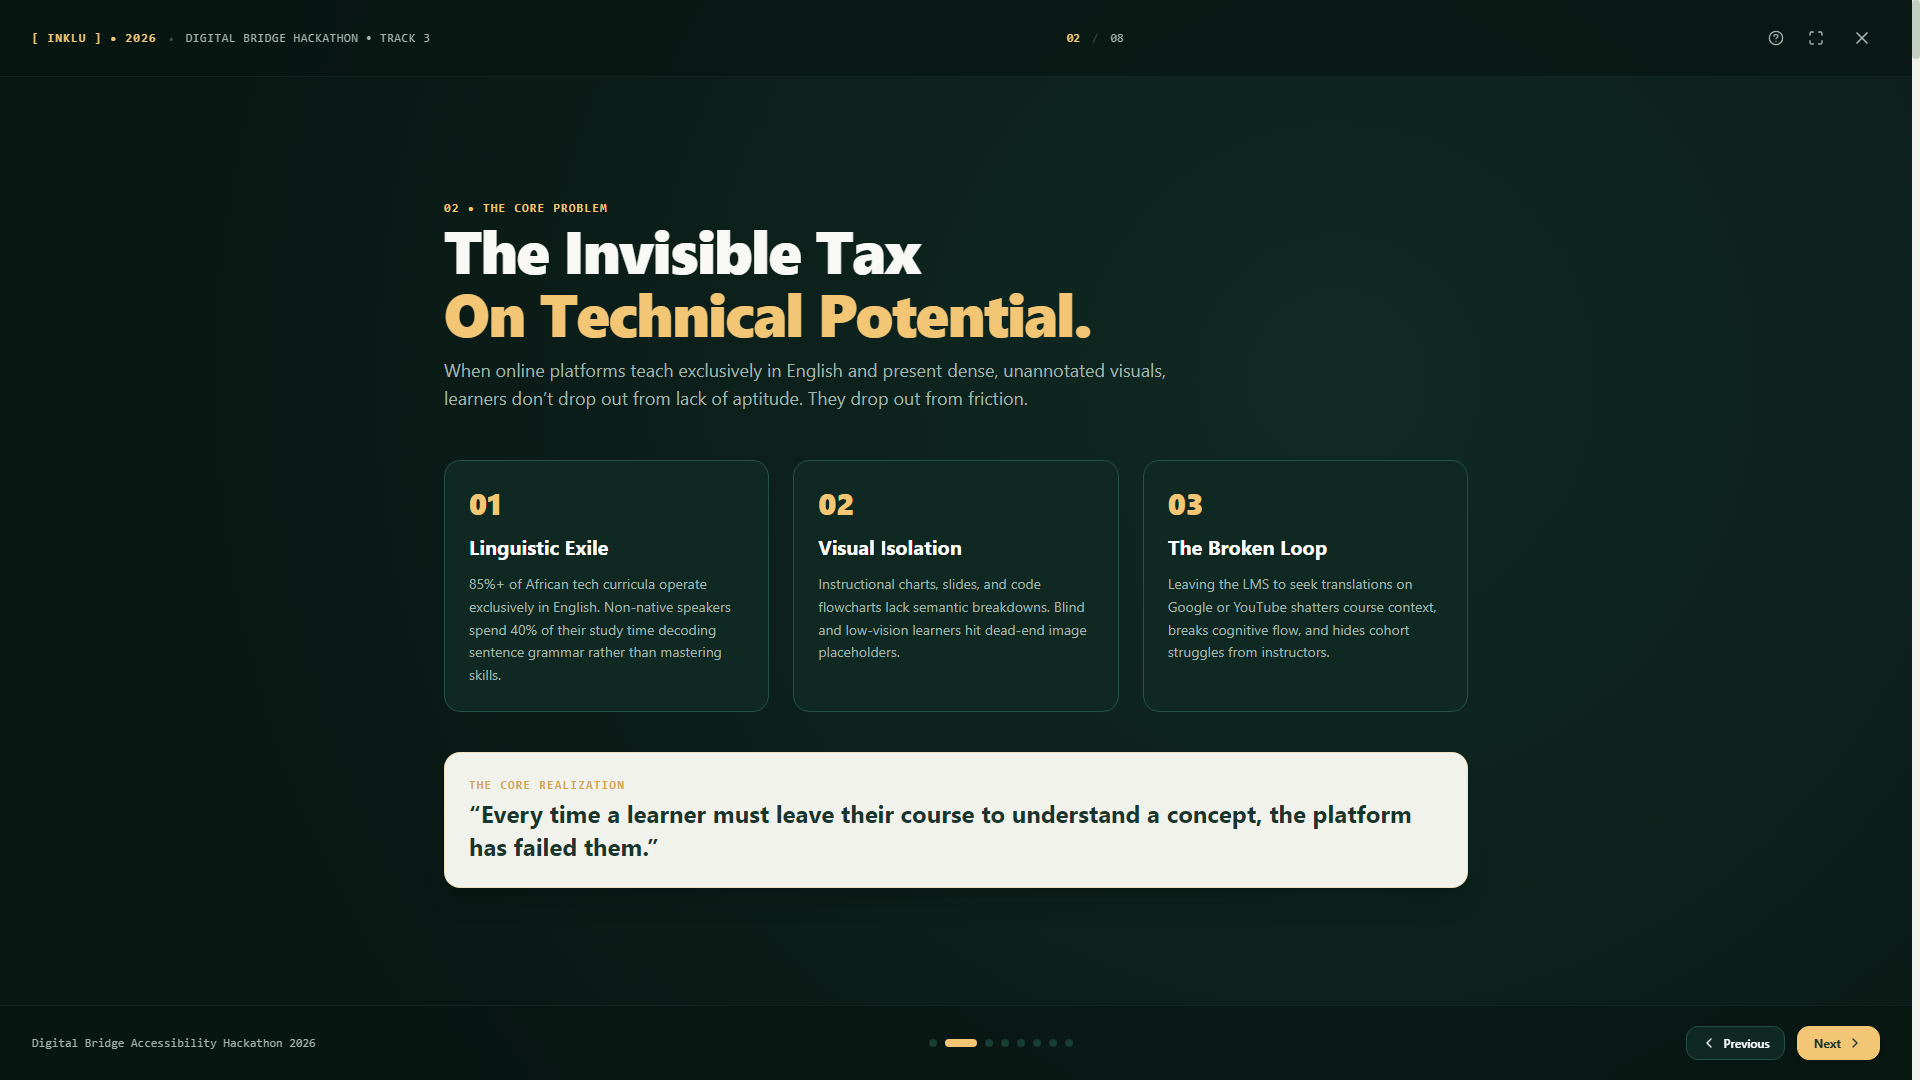 [ INKLU ] • 2026 • DIGITAL BRIDGE HACKATHON • TRACK 3
02 / 08
02 • THE CORE PROBLEM
The Invisible Tax
On Technical Potential.
When online platforms teach exclusively in English and present dense, unannotated visuals,
learners don’t drop out from lack of aptitude. They drop out from friction.
01
Linguistic Exile
85%+ of African tech curricula operate
exclusively in English. Non-native speakers
spend 40% of their study time decoding
sentence grammar rather than mastering
skills.
02
Visual Isolation
Instructional charts, slides, and code
flowcharts lack semantic breakdowns. Blind
and low-vision learners hit dead-end image
placeholders.
03
The Broken Loop
Leaving the LMS to seek translations on
Google or YouTube shatters course context,
breaks cognitive flow, and hides cohort
struggles from instructors.
THE CORE REALIZATION
“Every time a learner must leave their course to understand a concept, the platform
has failed them.”
Digital Bridge Accessibility Hackathon 2026
Previous
Next